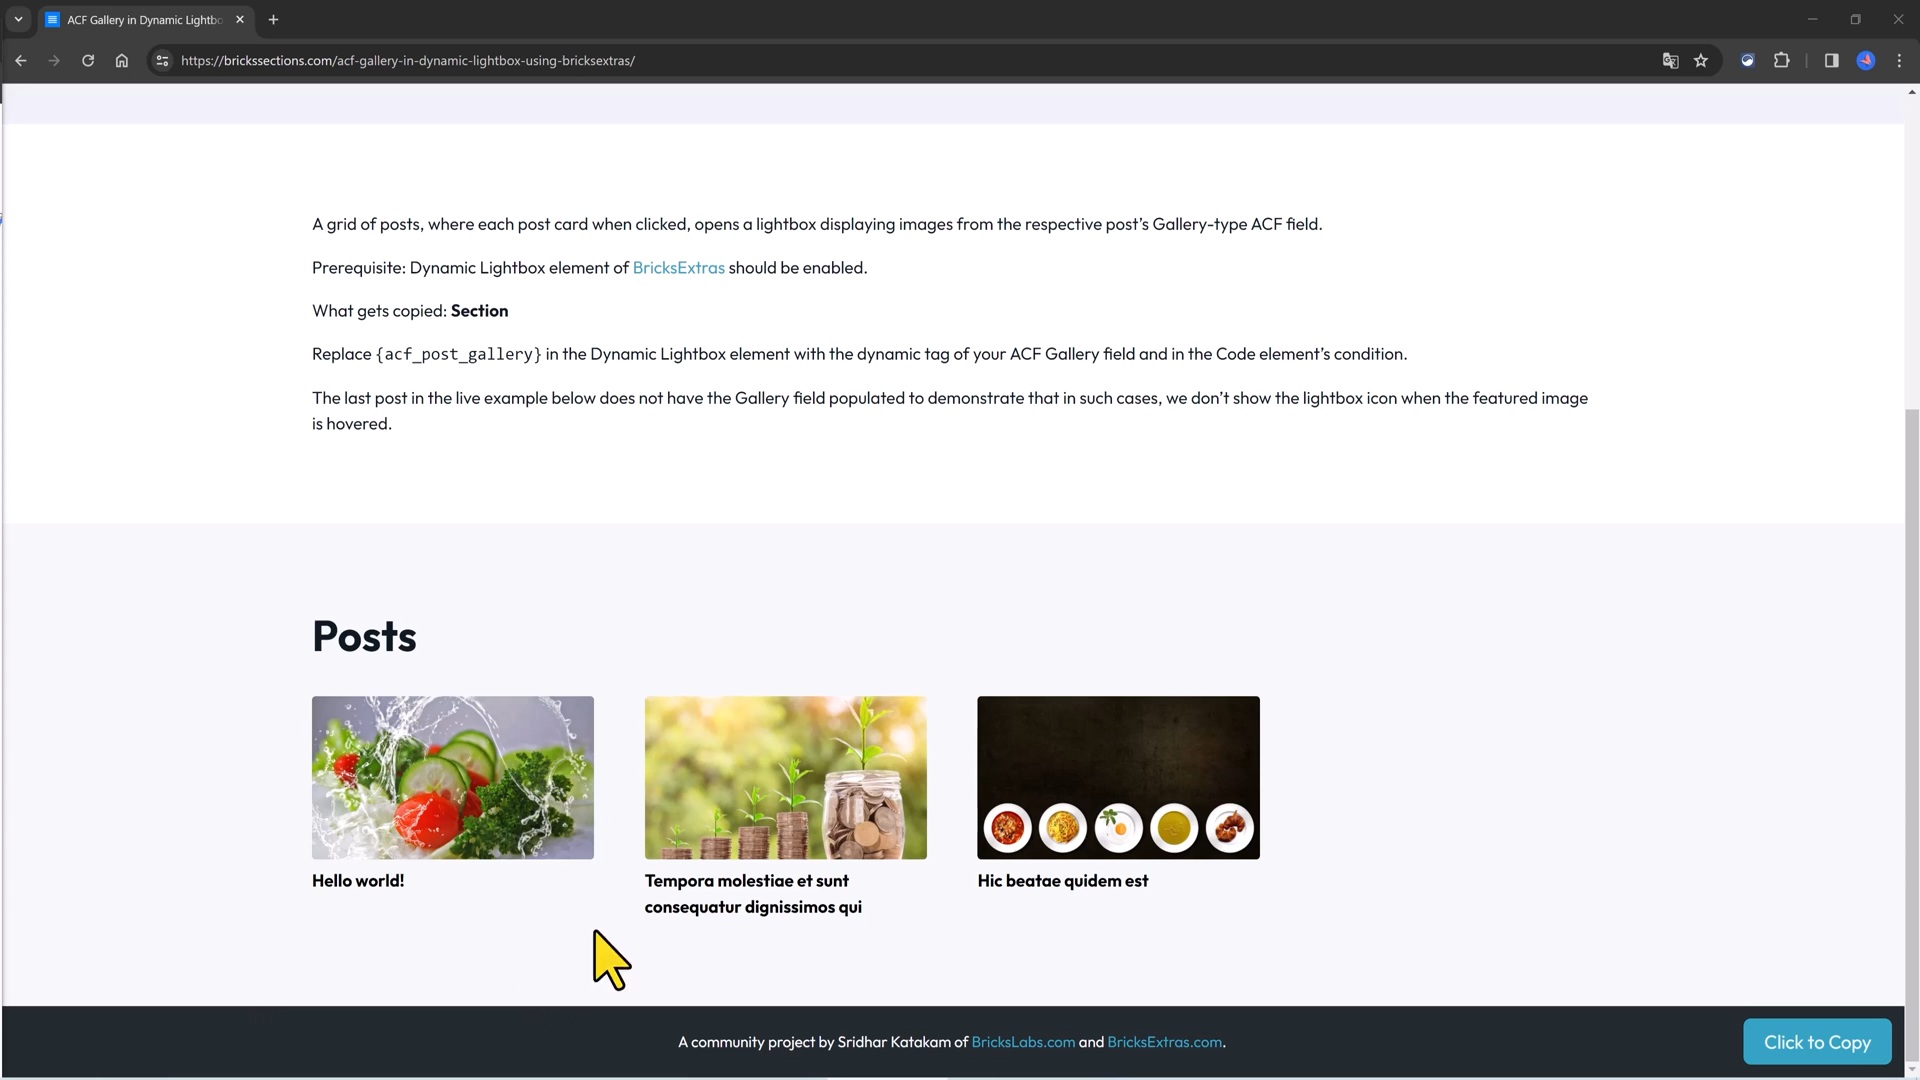 ACF Gallery in Dynamic Lightbo
https://brickssections.com/acf-gallery-in-dynamic-lightbox-using-bricksextras/
A grid of posts, where each post card when clicked, opens a lightbox displaying images from the respective post's Gallery-type ACF field.
Prerequisite: Dynamic Lightbox element of BricksExtras should be enabled.
What gets copied: Section
Replace {acf_post_gallery} in the Dynamic Lightbox element with the dynamic tag of your ACF Gallery field and in the Code element's condition.
The last post in the live example below does not have the Gallery field populated to demonstrate that in such cases, we don't show the lightbox icon when the featured image
is hovered.
Posts
Hello world!
Tempora molestiae et sunt
consequatur dignissimos qui
Hic beatae quidem est
A community project by Sridhar Katakam of BricksLabs.com and BricksExtras.com.
Click to Copy